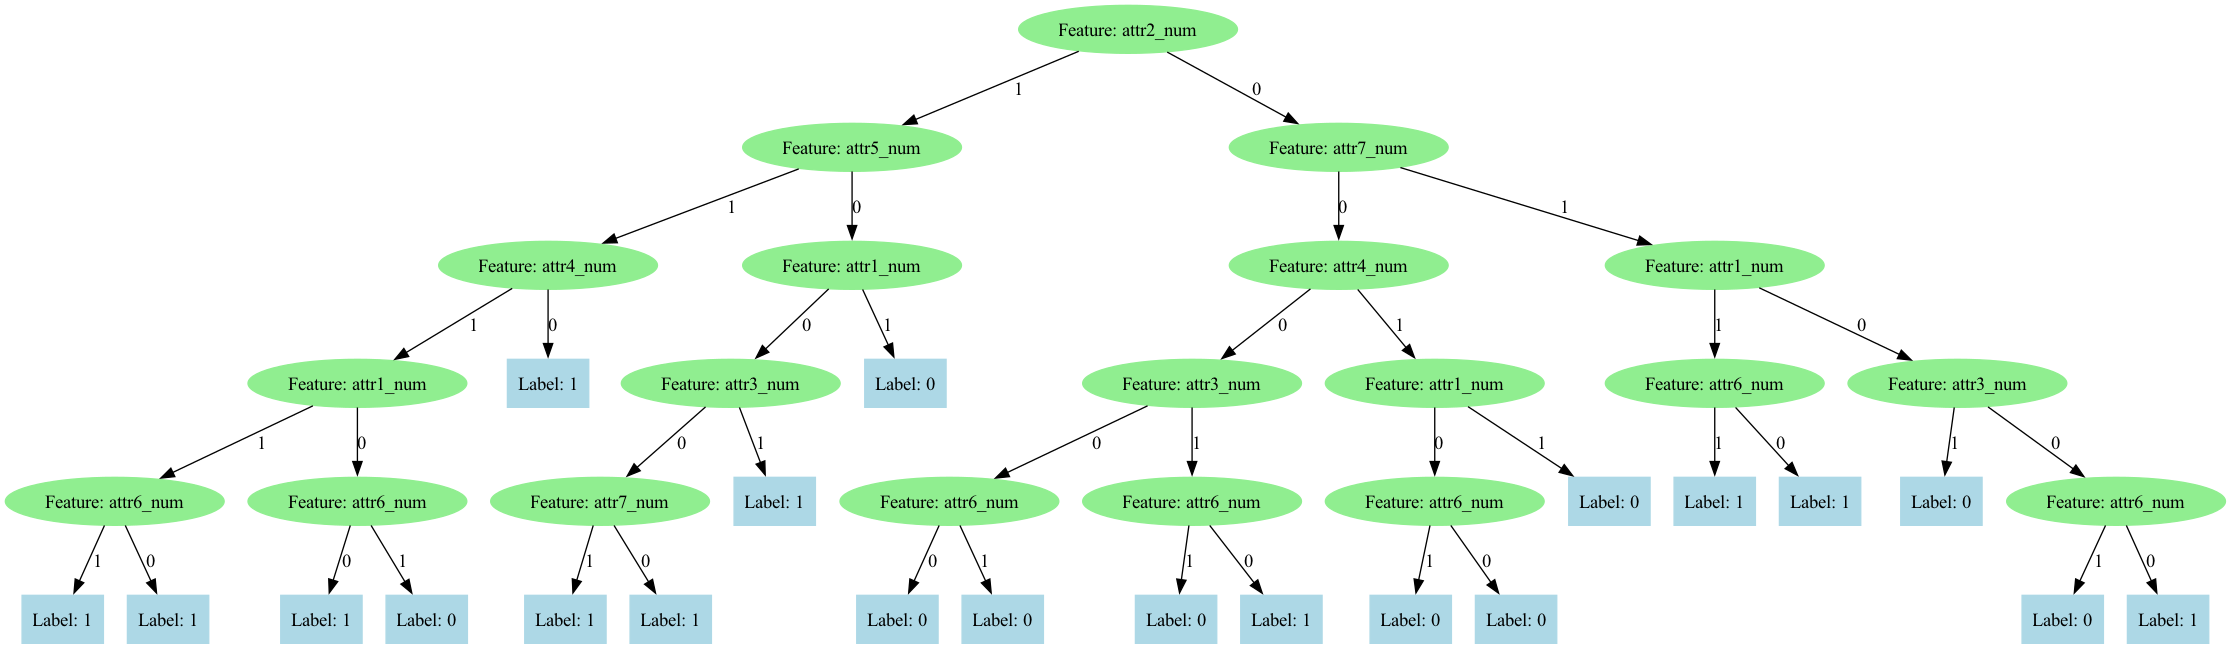 Feature: attr2_num
1
0
Feature: attr5_num
Feature: attr7_num
1
0
0
1
Feature: attr4_num
Feature: attr1_num
Feature: attr4_num
Feature: attr1_num
1
0
0
1
0
1
1
0
Feature: attr1_num
Label: 1
Feature: attr3_num
Label: 0
Feature: attr3_num
Feature: attr1_num
Feature: attr6_num
Feature: attr3_num
1
0
0
1
0
1
0
1
1
0
1
0
Feature: attr6_num
Feature: attr6_num
Feature: attr7_num
Label: 1
Feature: attr6_num
Feature: attr6_num
Feature: attr6_num
Label: 0
Label: 1
Label: 1
Label: 0
Feature: attr6_num
1
0
0
1
1
0
0
1
1
0
1
0
1
0
Label: 1
Label: 1
Label: 1
Label: 0
Label: 1
Label: 1
Label: 0
Label: 0
Label: 0
Label: 1
Label: 0
Label: 0
Label: 0
Label: 1